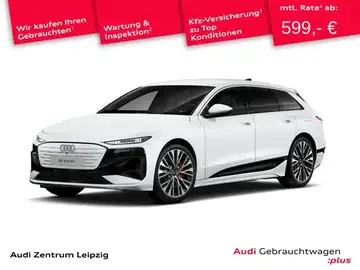 Wir kaufen Ihren
Gebrauchten¹
Wartung &
Inspektion²
Kfz-Versicherung³
zu Top
Konditionen
mtl. Rate⁴ ab:
599,- €
Audi Zentrum Leipzig
Audi Gebrauchtwagen
:plus